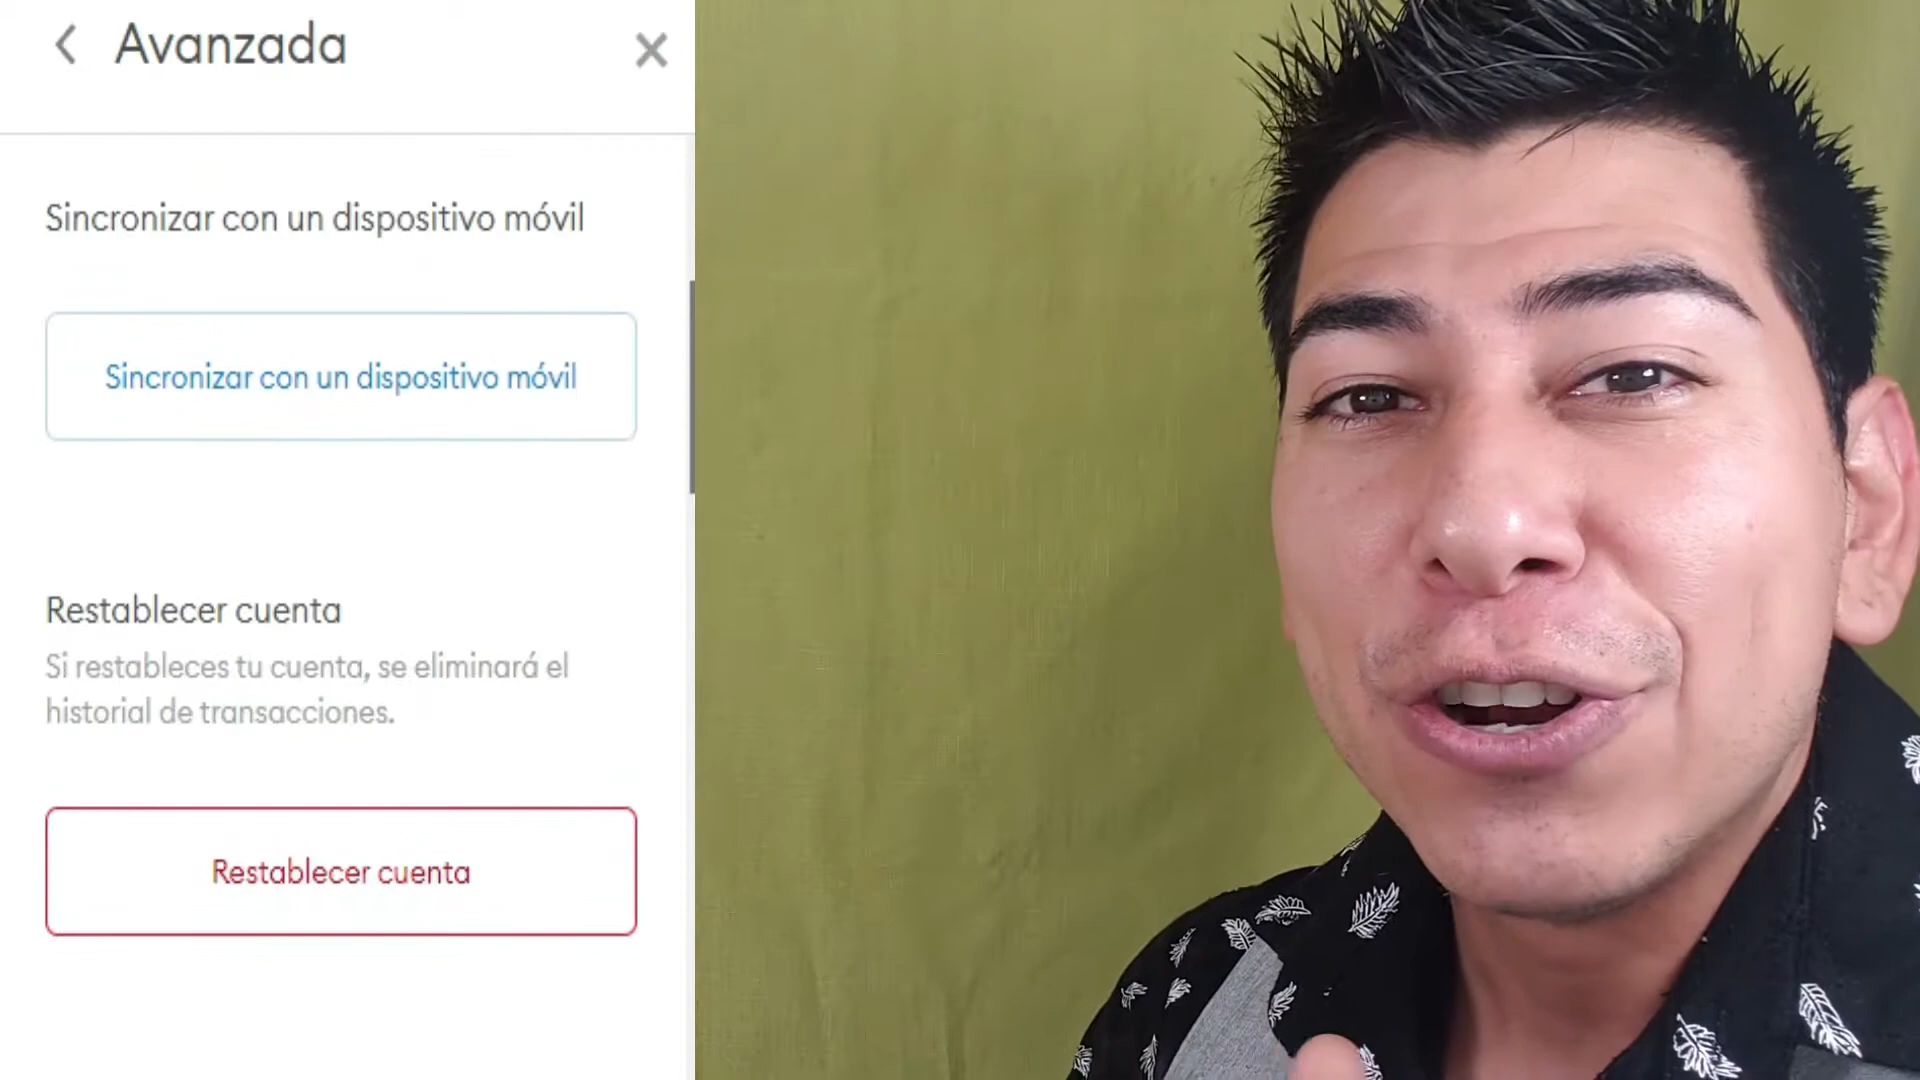 Avanzada
Sincronizar con un dispositivo móvil
Sincronizar con un dispositivo móvil
Restablecer cuenta
Si restableces tu cuenta, se eliminará el
historial de transacciones.
Restablecer cuenta